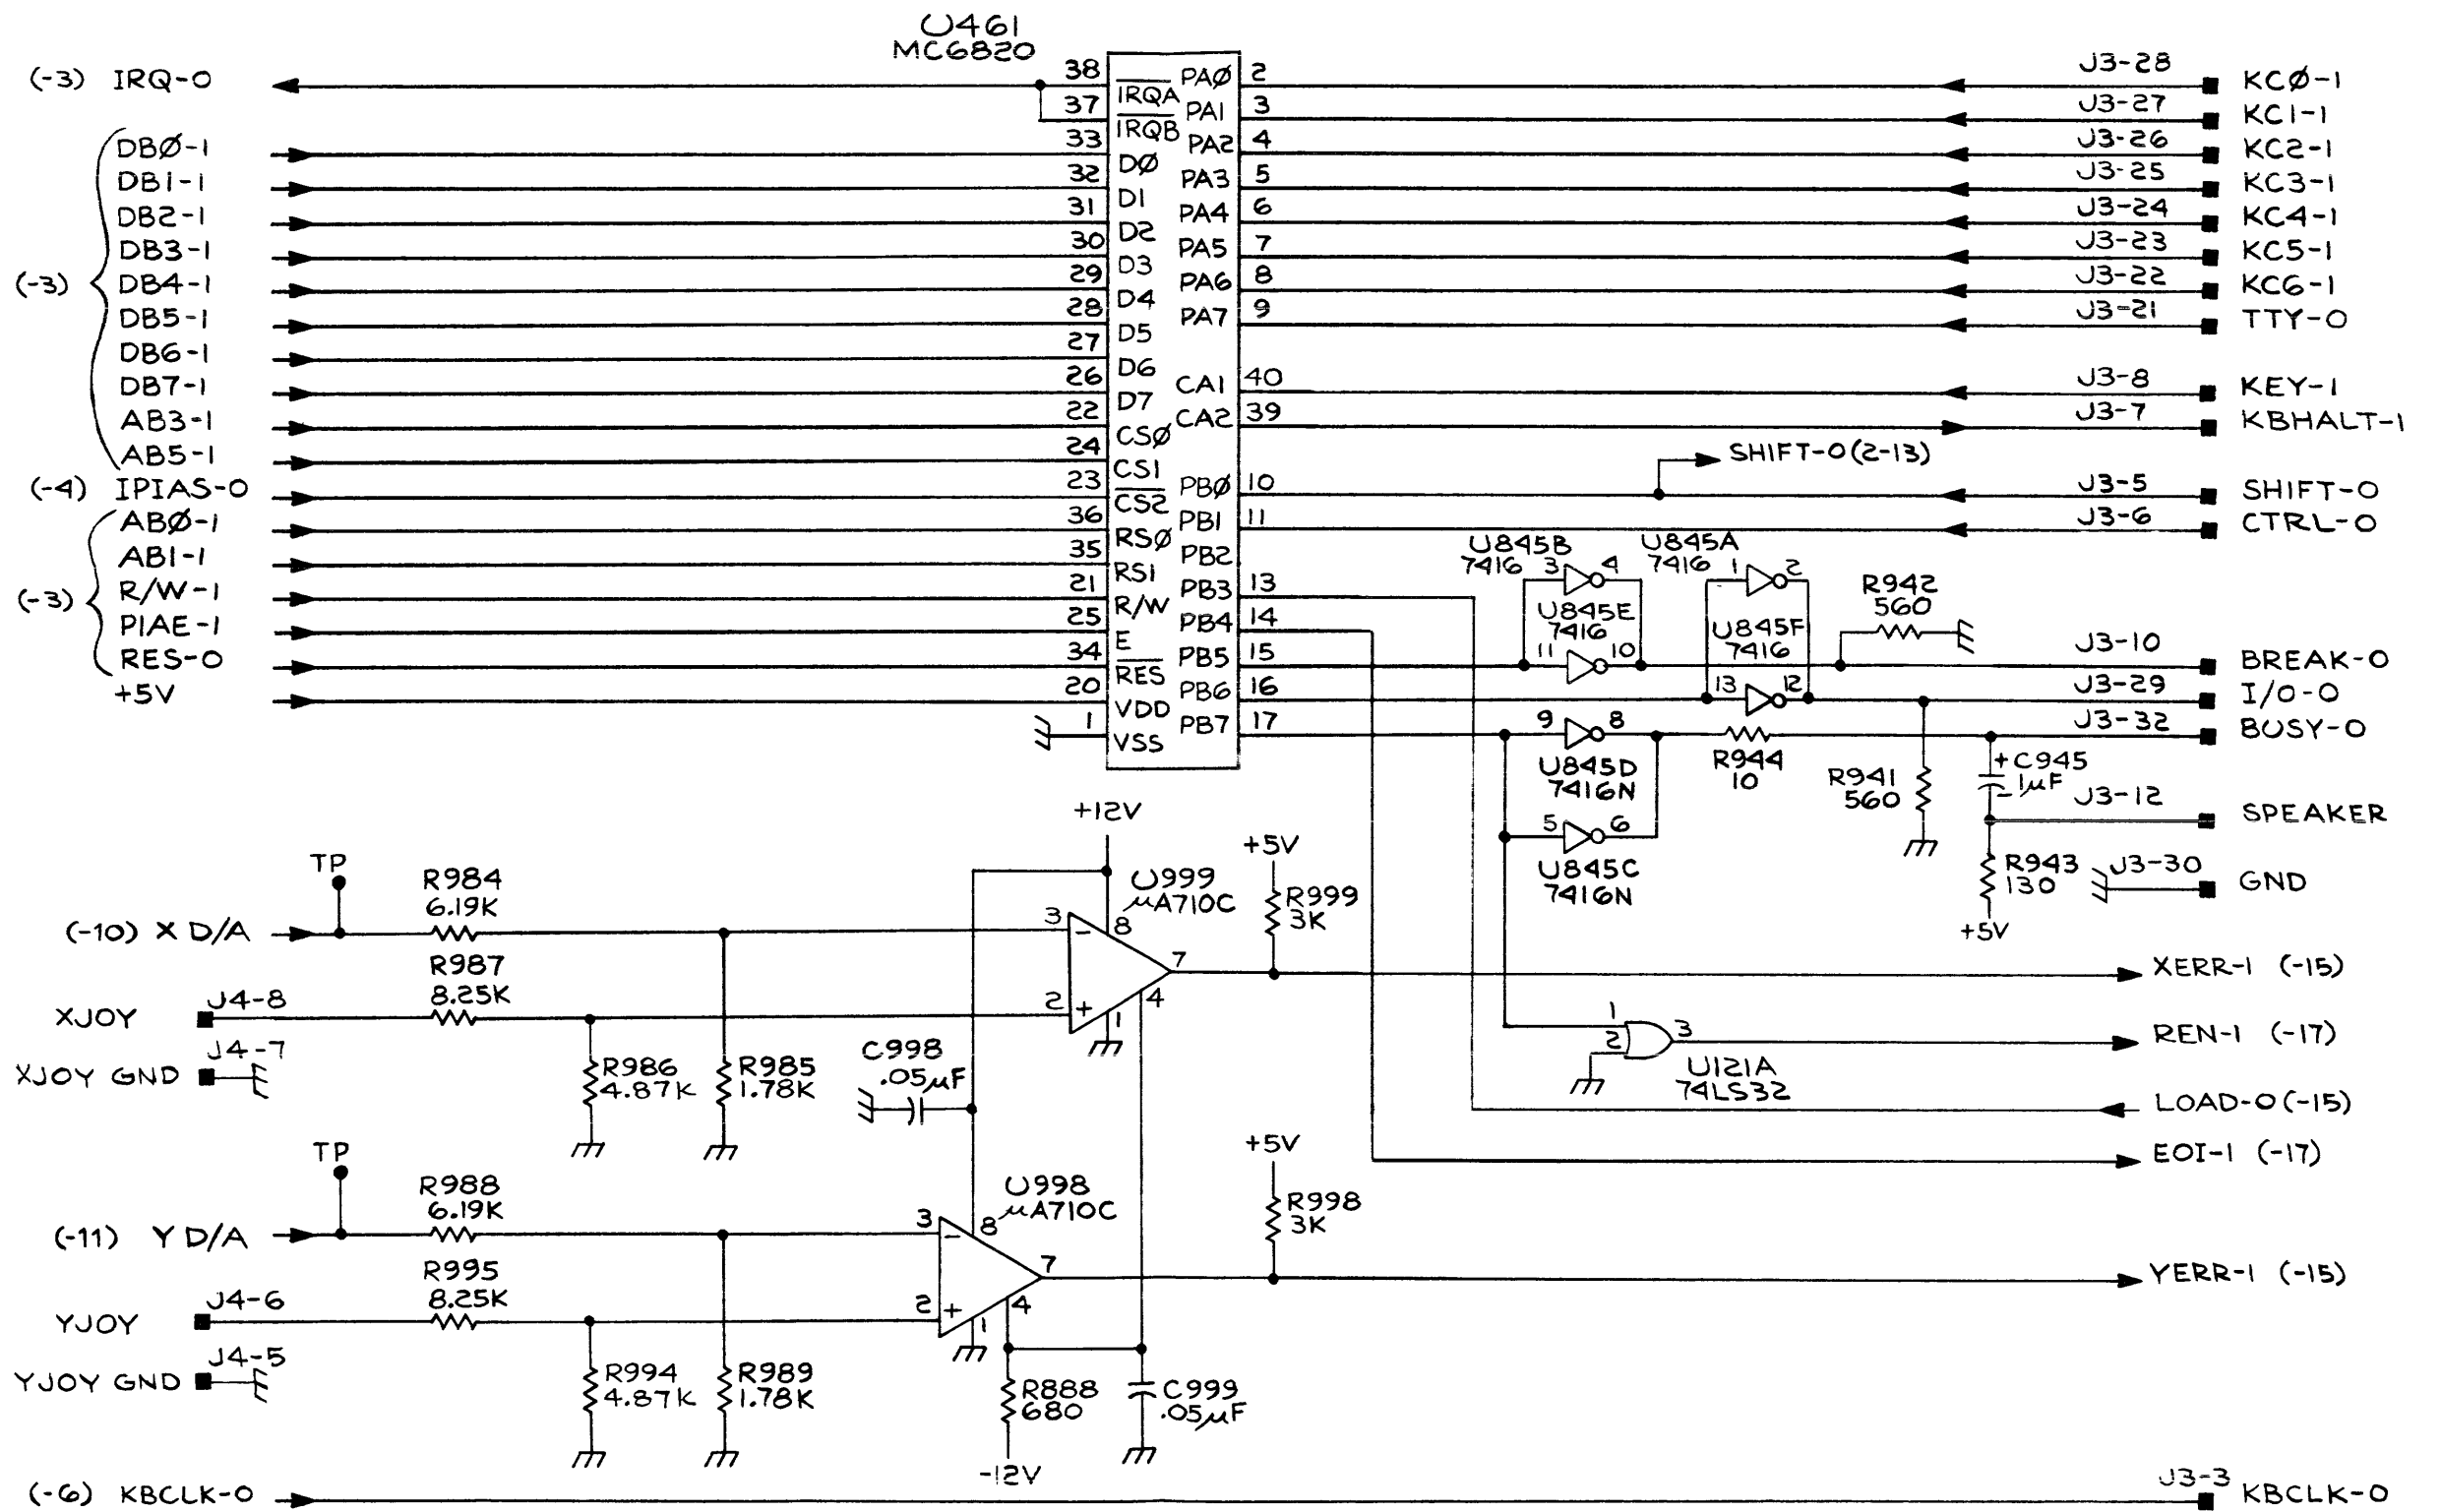 U461
MC6820
(-3) IRQ-0
38
IRQA
37
IRQB
(-3)
DBØ-1
33
DØ
DB1-1
32
D1
DB2-1
31
D2
DB3-1
30
D3
DB4-1
29
D4
DB5-1
28
D5
DB6-1
27
D6
DB7-1
26
D7
AB3-1
22
CSØ
AB5-1
24
CS1
(-4) IPIAS-0
23
CS2
(-3)
ABØ-1
36
RSØ
AB1-1
35
RS1
R/W-1
21
R/W
PIAE-1
25
E
RES-0
34
RES
+5V
20
VDD
1
VSS
PAØ 2 J3-28 KCØ-1
PA1 3 J3-27 KC1-1
PA2 4 J3-26 KC2-1
PA3 5 J3-25 KC3-1
PA4 6 J3-24 KC4-1
PA5 7 J3-23 KC5-1
PA6 8 J3-22 KC6-1
PA7 9 J3-21 TTY-0
CA1 40 J3-8 KEY-1
CA2 39 J3-7 KBHALT-1
SHIFT-0 (2-13)
PBØ 10 J3-5 SHIFT-0
PB1 11 J3-6 CTRL-0
PB2
PB3 13
PB4 14
PB5 15
PB6 16
PB7 17
U845B
7416 3 4
U845A
7416 1 2
U845E
7416
11 10
U845F
7416
13 12
R942
560
J3-10 BREAK-0
J3-29 I/O-0
J3-32 BUSY-0
9 8
U845D
7416N
R944
10
R941
560
+ C945
- 1µF
J3-12 SPEAKER
5 6
U845C
7416N
R943
130
+5V
J3-30 GND
+12V
TP
R984
6.19K
(-10) X D/A
R987
8.25K
XJOY J4-8
XJOY GND J4-7
R986
4.87K
R985
1.78K
C998
.05µF
U999
µA710C
3 - 8
2 + 1
7
4
+5V
R999
3K
XERR-1 (-15)
1
2
3
U121A
74LS32
REN-1 (-17)
LOAD-0 (-15)
EOI-1 (-17)
TP
R988
6.19K
(-11) Y D/A
R995
8.25K
YJOY J4-6
YJOY GND J4-5
R994
4.87K
R989
1.78K
U998
µA710C
3 - 8
2 + 1
7
4
+5V
R998
3K
YERR-1 (-15)
R888
680
-12V
C999
.05µF
(-6) KBCLK-0
J3-3 KBCLK-0